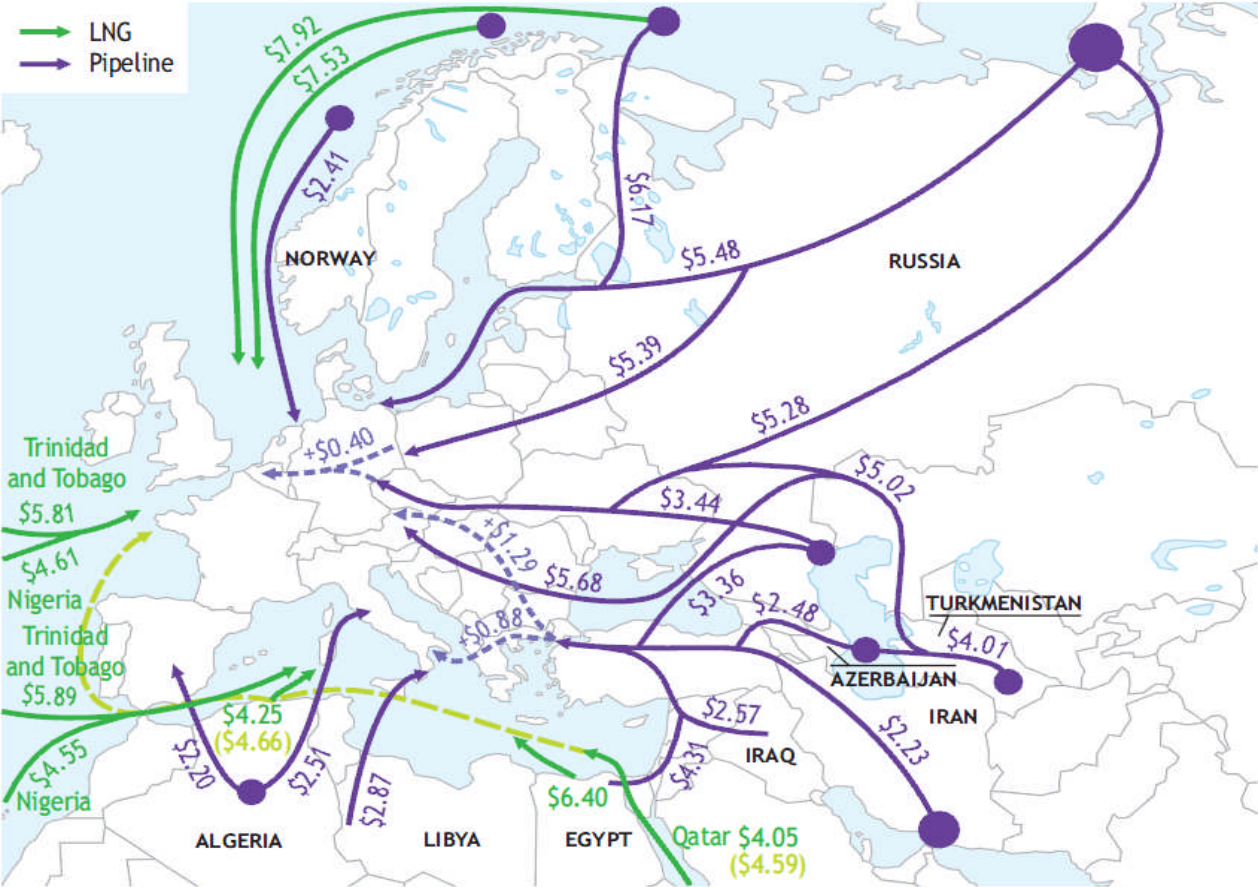 LNG
Pipeline
$7.92
$7.53
$2.41
$6.17
NORWAY
$5.48
RUSSIA
$5.39
$5.28
+$0.40
Trinidad
and Tobago
$5.81
$4.61
Nigeria
$3.44
$5.02
+$1.29
$5.68
$3.36
$2.48
+$0.88
TURKMENISTAN
$4.01
AZERBAIJAN
Trinidad
and Tobago
$5.89
$4.55
Nigeria
$4.25
($4.66)
$2.20
$2.51
$2.87
$2.57
$4.31
IRAQ
IRAN
$2.23
$6.40
ALGERIA
LIBYA
EGYPT
Qatar $4.05
($4.59)